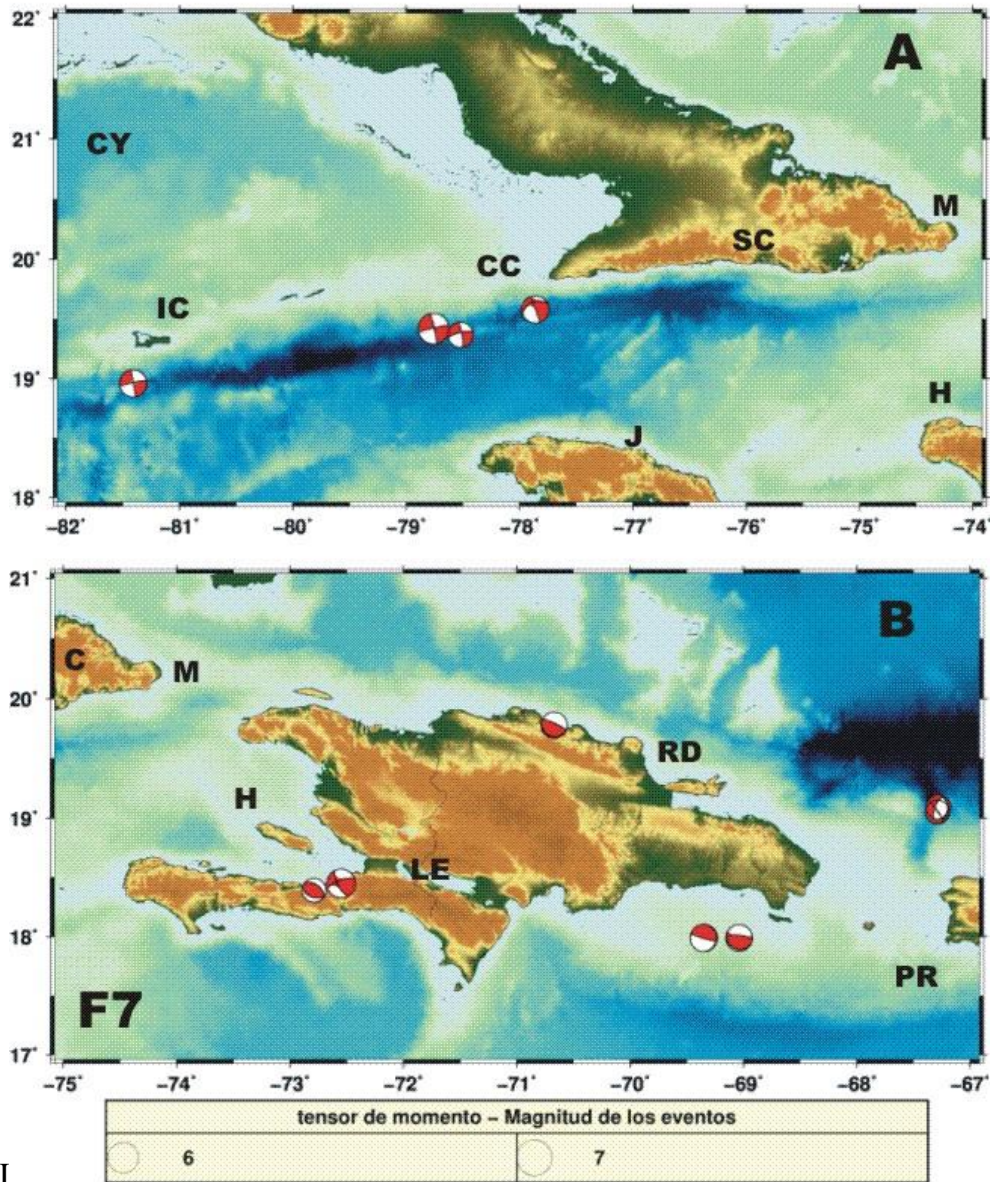 22°
A
21°
CY
M
20°
SC
CC
IC
19°
H
J
18°
−82° −81° −80° −79° −78° −77° −76° −75° −74°
21°
B
C
M
20°
RD
H
19°
LE
18°
PR
F7
17°
−75° −74° −73° −72° −71° −70° −69° −68° −67°
tensor de momento − Magnitud de los eventos
6 7